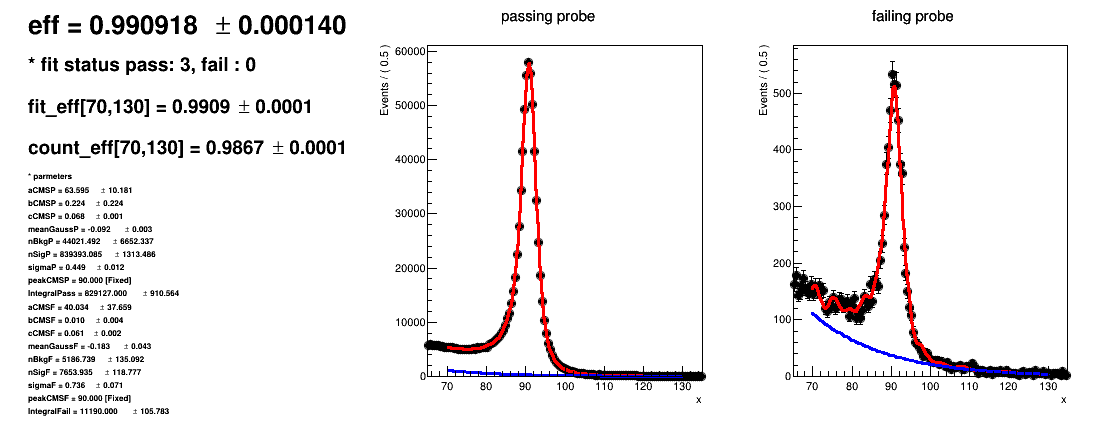 eff = 0.990918 ± 0.000140
* fit status pass: 3, fail : 0
fit_eff[70,130] = 0.9909 ± 0.0001
count_eff[70,130] = 0.9867 ± 0.0001
* parmeters
aCMSP = 63.595 ± 10.181
bCMSP = 0.224 ± 0.224
cCMSP = 0.068 ± 0.001
meanGaussP = -0.092 ± 0.003
nBkgP = 44021.492 ± 6652.337
nSigP = 839393.085 ± 1313.486
sigmaP = 0.449 ± 0.012
peakCMSP = 90.000 [Fixed]
IntegralPass = 829127.000 ± 910.564
aCMSF = 40.034 ± 37.659
bCMSF = 0.010 ± 0.004
cCMSF = 0.061 ± 0.002
meanGaussF = -0.183 ± 0.043
nBkgF = 5186.739 ± 135.092
nSigF = 7653.935 ± 118.777
sigmaF = 0.736 ± 0.071
peakCMSF = 90.000 [Fixed]
IntegralFail = 11190.000 ± 105.783
passing probe
Events / ( 0.5 )
60000
50000
40000
30000
20000
10000
0
70 80 90 100 110 120 130
x
failing probe
Events / ( 0.5 )
500
400
300
200
100
0
70 80 90 100 110 120 130
x